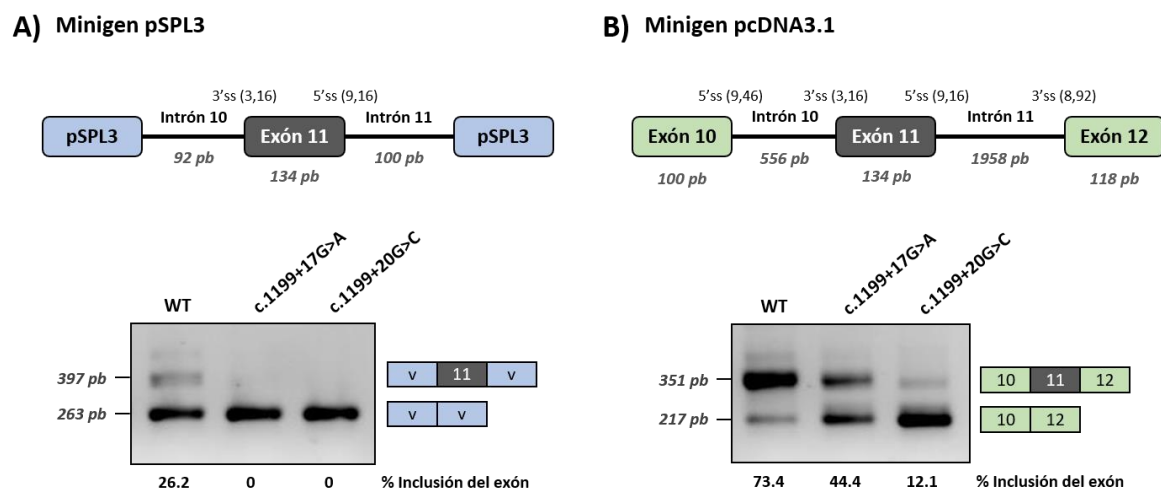 A) Minigen pSPL3
3’ss (3,16) 5’ss (9,16)
Intrón 10 Intrón 11
pSPL3 Exón 11 pSPL3
92 pb 100 pb
134 pb
WT c.1199+17G>A c.1199+20G>C
397 pb
v 11 v
263 pb
v v
26.2 0 0 % Inclusión del exón
B) Minigen pcDNA3.1
5’ss (9,46) 3’ss (3,16) 5’ss (9,16) 3’ss (8,92)
Intrón 10 Intrón 11
Exón 10 Exón 11 Exón 12
556 pb 1958 pb
100 pb 134 pb 118 pb
WT c.1199+17G>A c.1199+20G>C
351 pb
10 11 12
217 pb
10 12
73.4 44.4 12.1 % Inclusión del exón